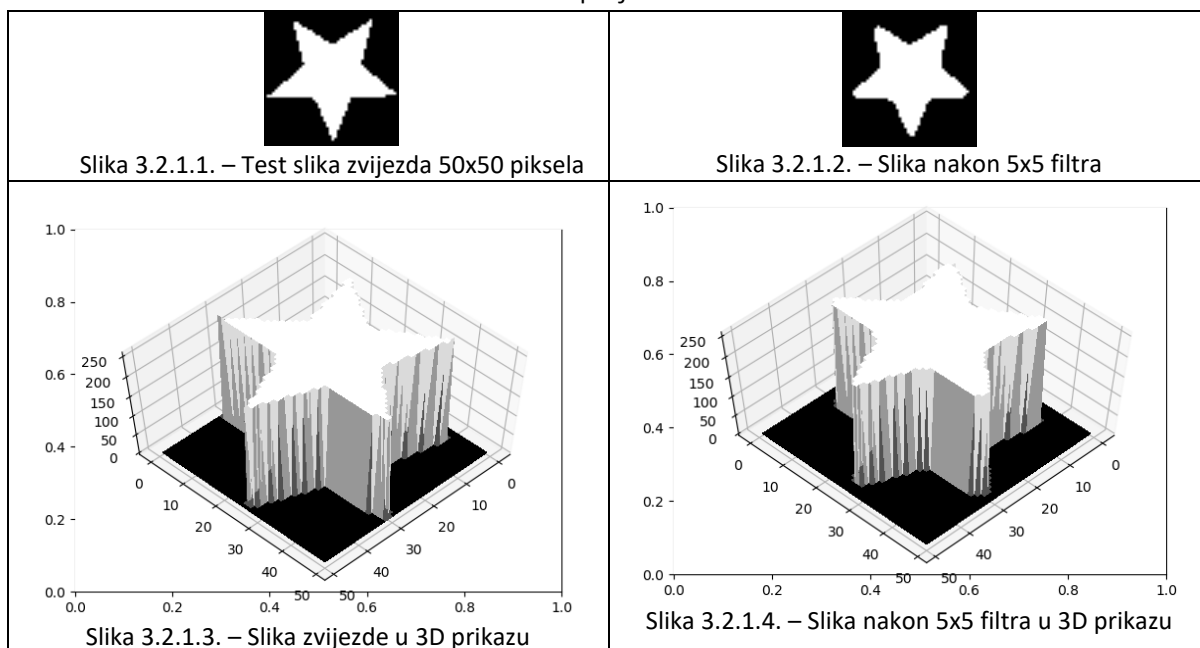 Slika 3.2.1.1. – Test slika zvijezda 50x50 piksela
Slika 3.2.1.2. – Slika nakon 5x5 filtra
1.0
0.8
0.6
0.4
0.2
0.0
0.0 0.2 0.4 0.6 0.8 1.0
250
200
150
100
50
0
0 10 20 30 40 50
50 40 30 20 10 0
Slika 3.2.1.3. – Slika zvijezde u 3D prikazu
1.0
0.8
0.6
0.4
0.2
0.0
0.0 0.2 0.4 0.6 0.8 1.0
250
200
150
100
50
0
0 10 20 30 40 50
50 40 30 20 10 0
Slika 3.2.1.4. – Slika nakon 5x5 filtra u 3D prikazu